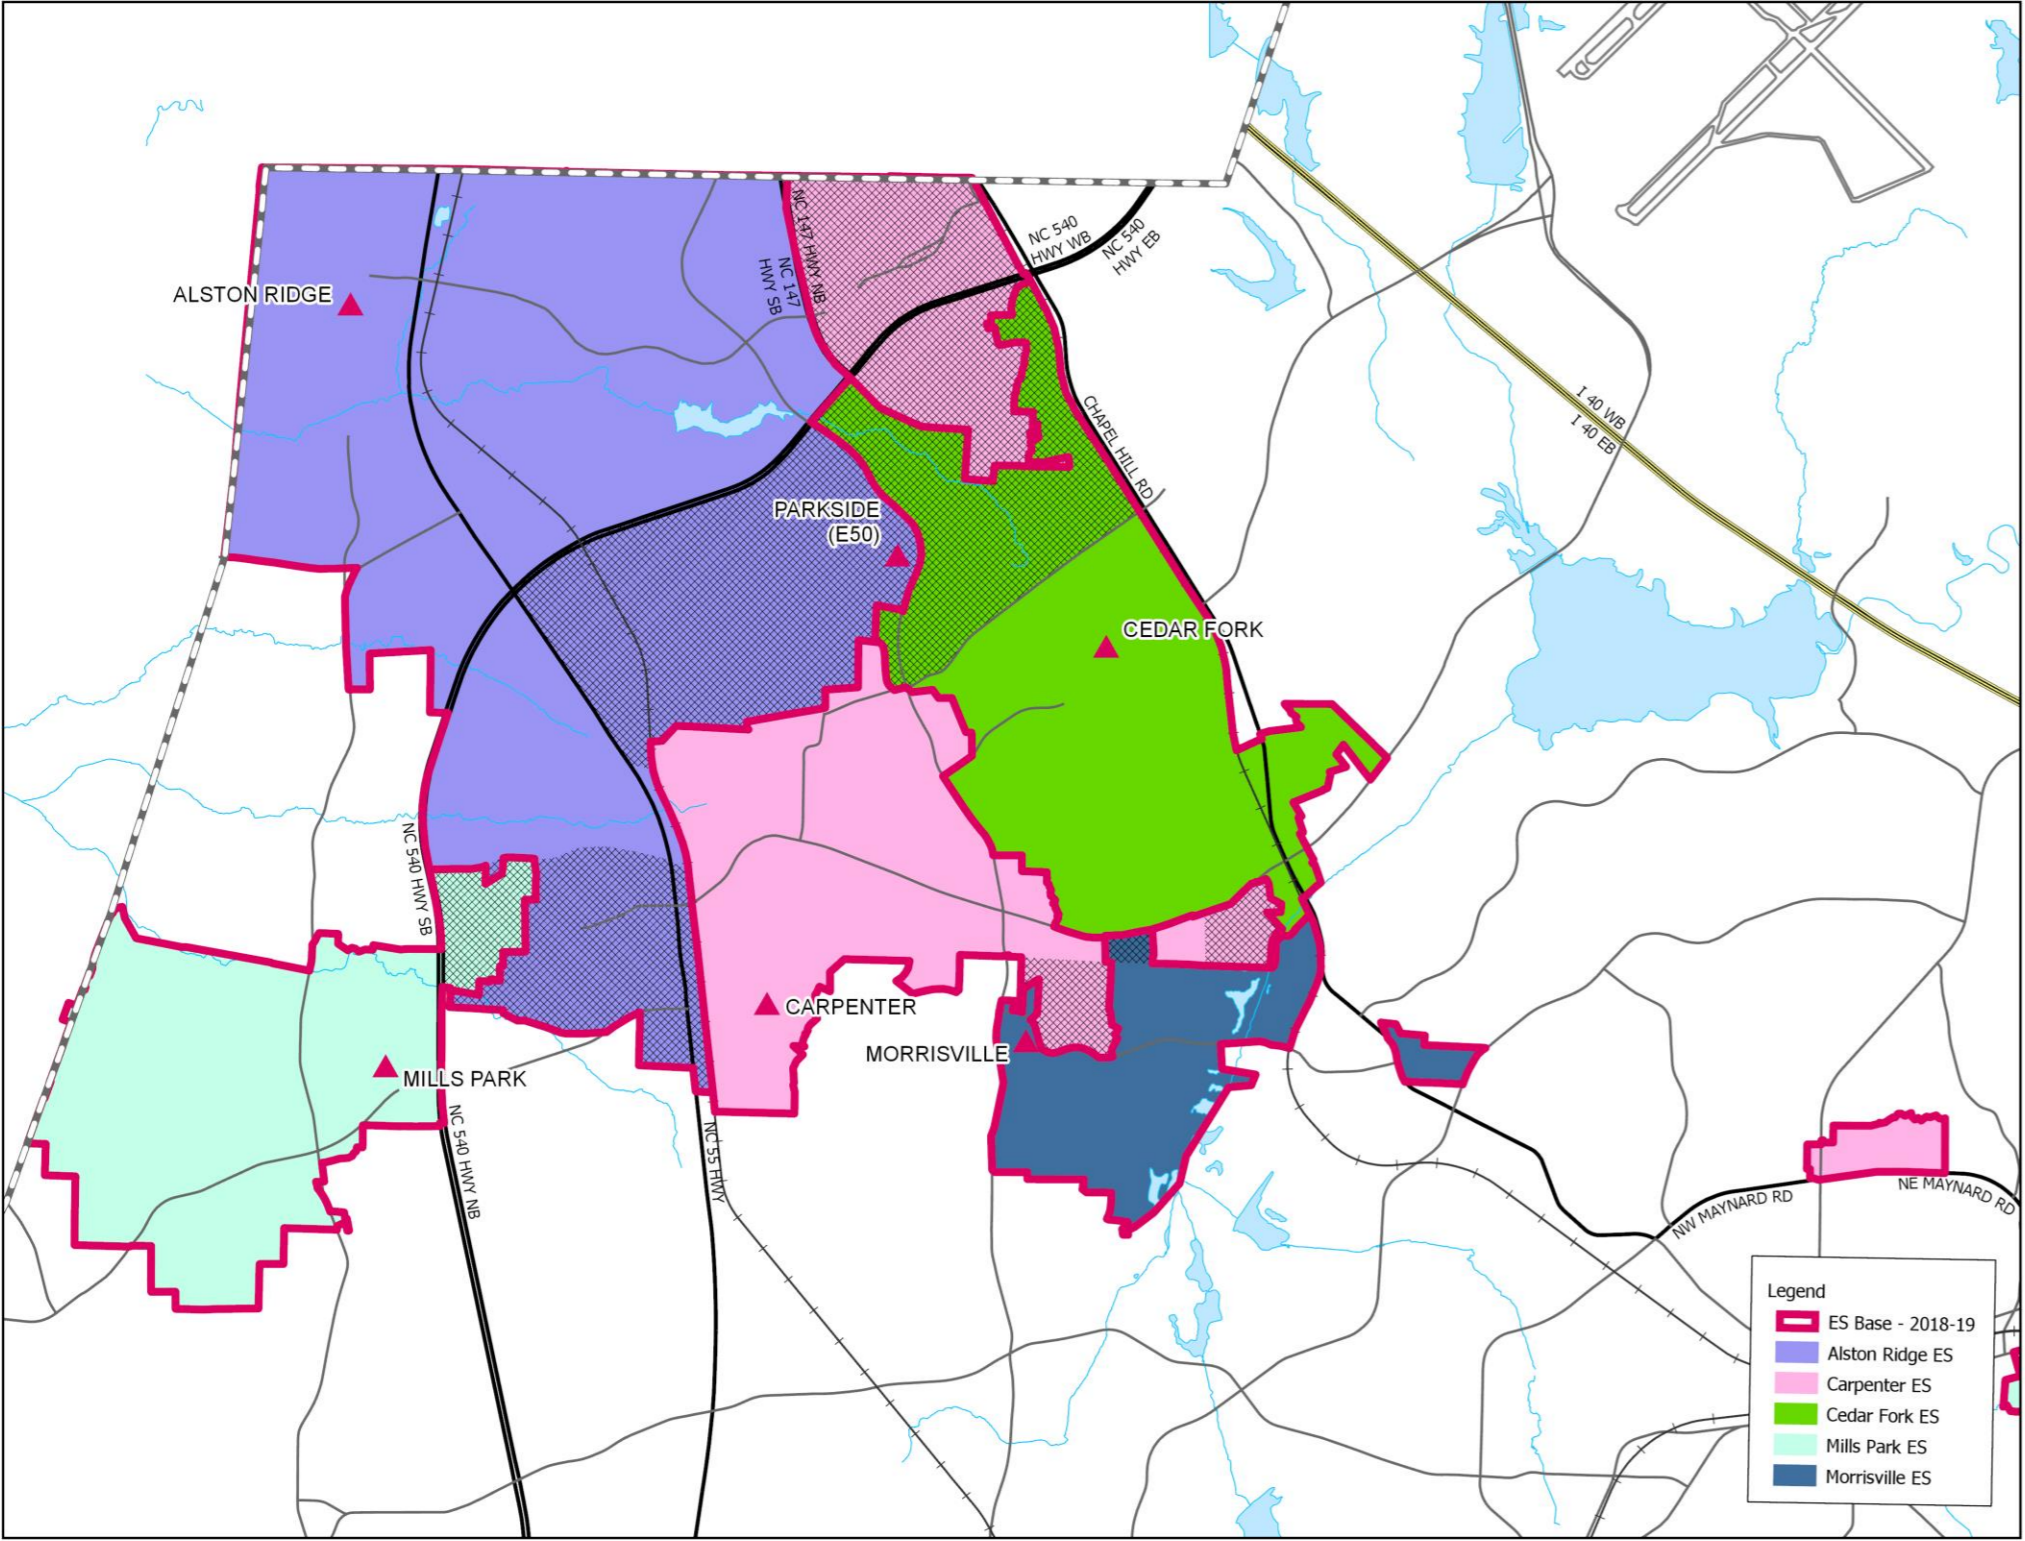 NC 540
HWY WB
NC 540
HWY EB
NC 147 HWY NB
NC 147
HWY SB
ALSTON RIDGE
I 40 WB
I 40 EB
CHAPEL HILL RD
PARKSIDE
(E50)
CEDAR FORK
NC 540 HWY SB
CARPENTER
MORRISVILLE
MILLS PARK
NC 540 HWY NB
NC 55 HWY
NW MAYNARD RD
NE MAYNARD RD
Legend
ES Base - 2018-19
Alston Ridge ES
Carpenter ES
Cedar Fork ES
Mills Park ES
Morrisville ES